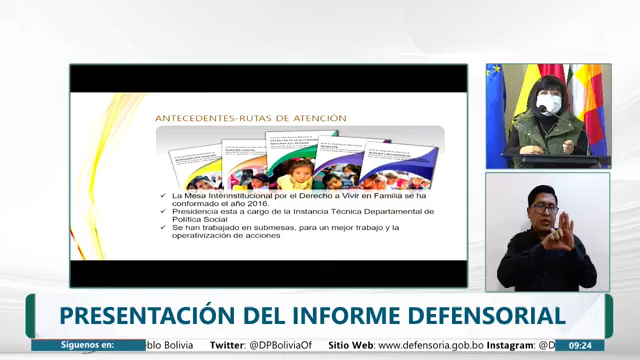 ANTECEDENTES-RUTAS DE ATENCIÓN
✓ La Mesa Interinstitucional por el Derecho a Vivir en Familia se ha
conformado el año 2016.
✓ Presidencia esta a cargo de la Instancia Técnica Departamental de
Política Social
✓ Se han trabajado en submesas, para un mejor trabajo y la
operativización de acciones
PRESENTACIÓN DEL INFORME DEFENSORIAL
Síguenos en: eblo Bolivia Twitter: @DPBoliviaOf Sitio Web: www.defensoria.gob.bo Instagram: @D 09:24